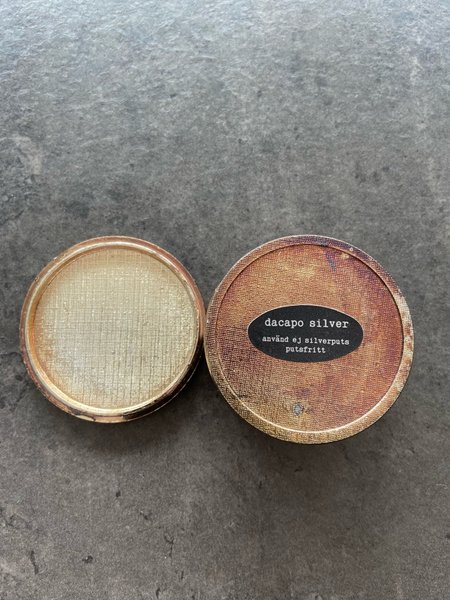 dacapo silver
använd ej silverputs
putsfritt